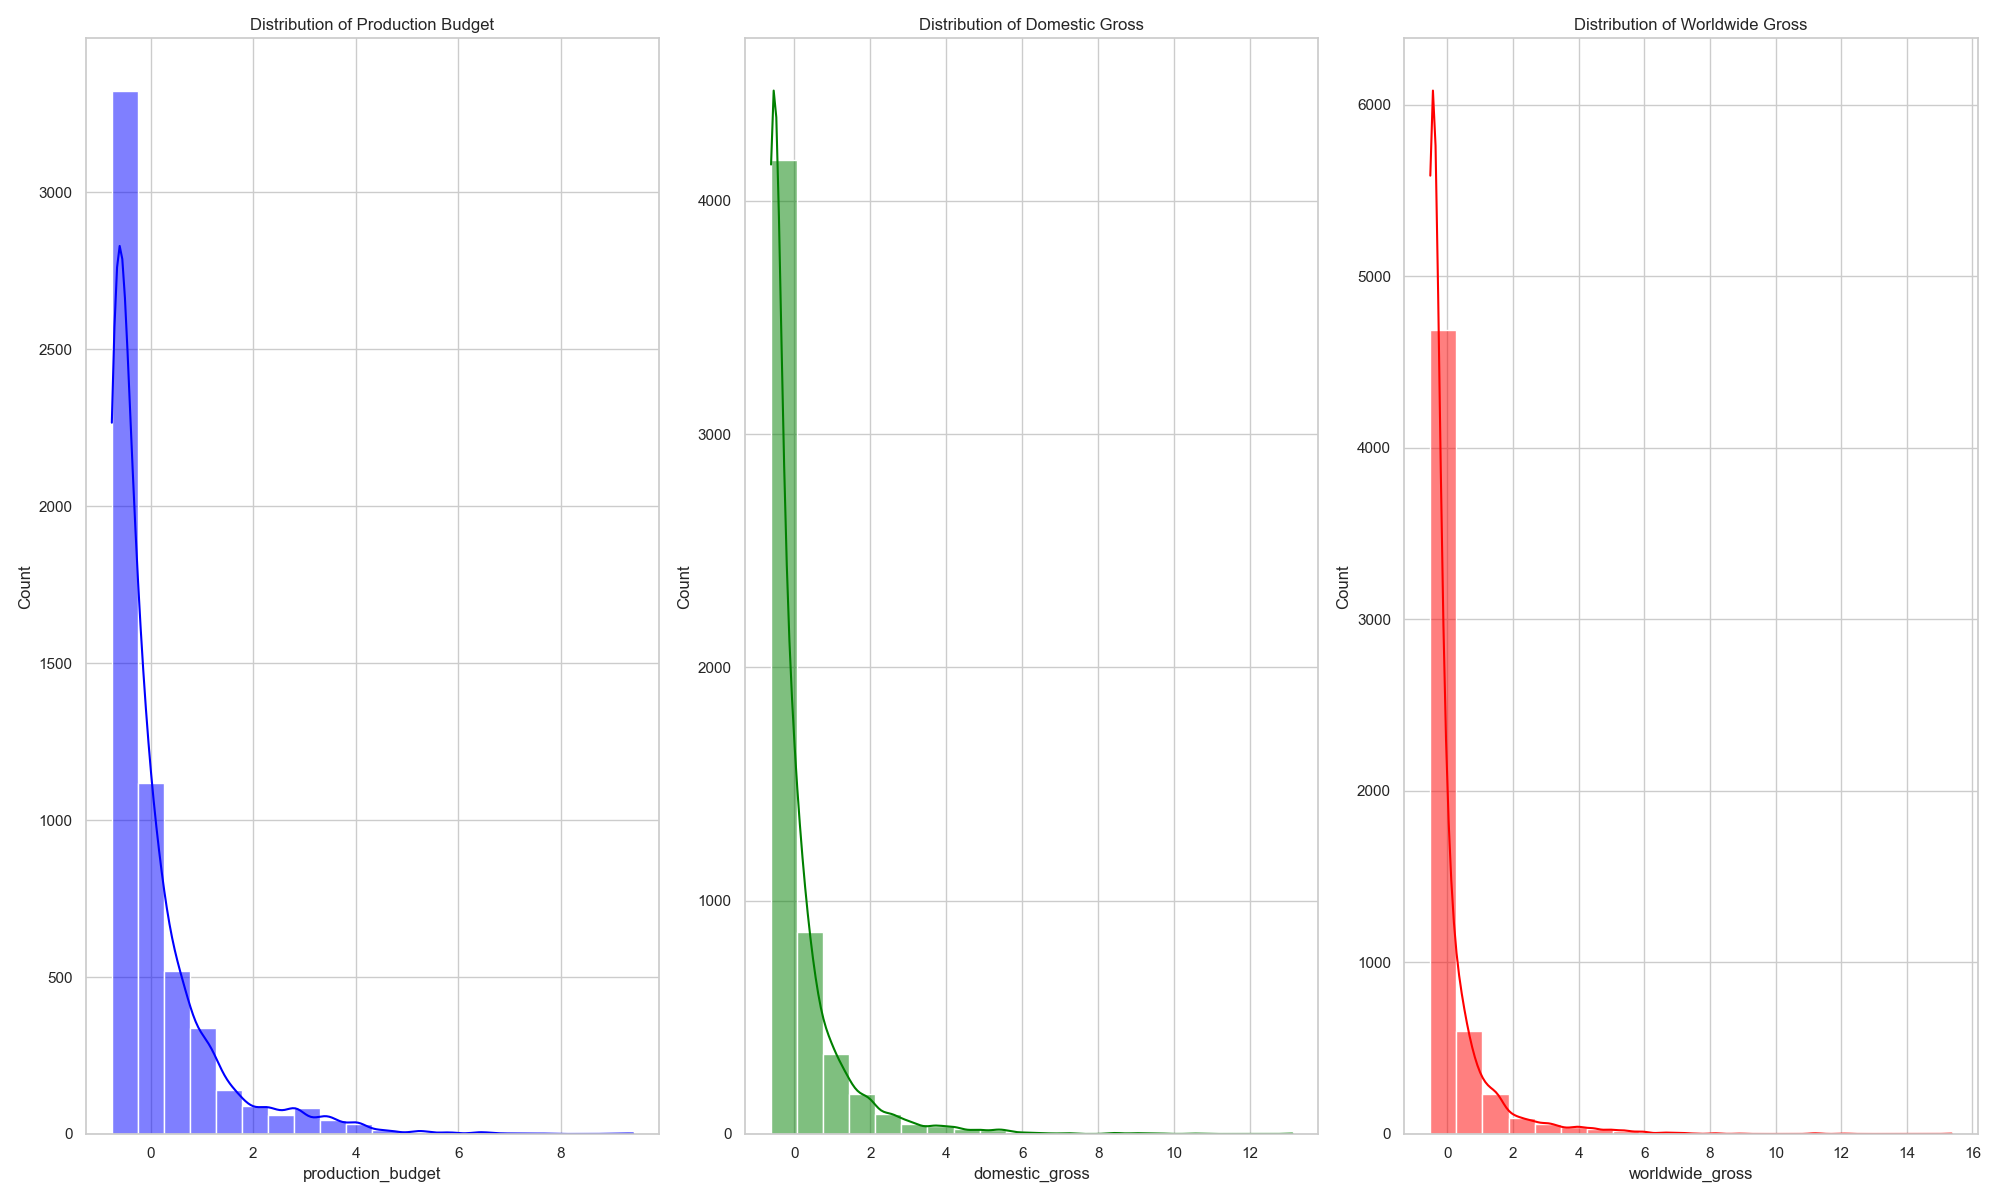 Distribution of Production Budget
3000
2500
2000
1500
1000
500
0
Count
0 2 4 6 8
production_budget
Distribution of Domestic Gross
4000
3000
2000
1000
0
Count
0 2 4 6 8 10 12
domestic_gross
Distribution of Worldwide Gross
6000
5000
4000
3000
2000
1000
0
Count
0 2 4 6 8 10 12 14 16
worldwide_gross